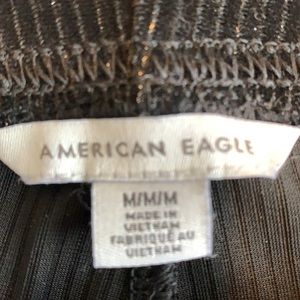 AMERICAN EAGLE
M/M/M
MADE IN
VIETNAM
FABRIQUÉ AU
VIETNAM